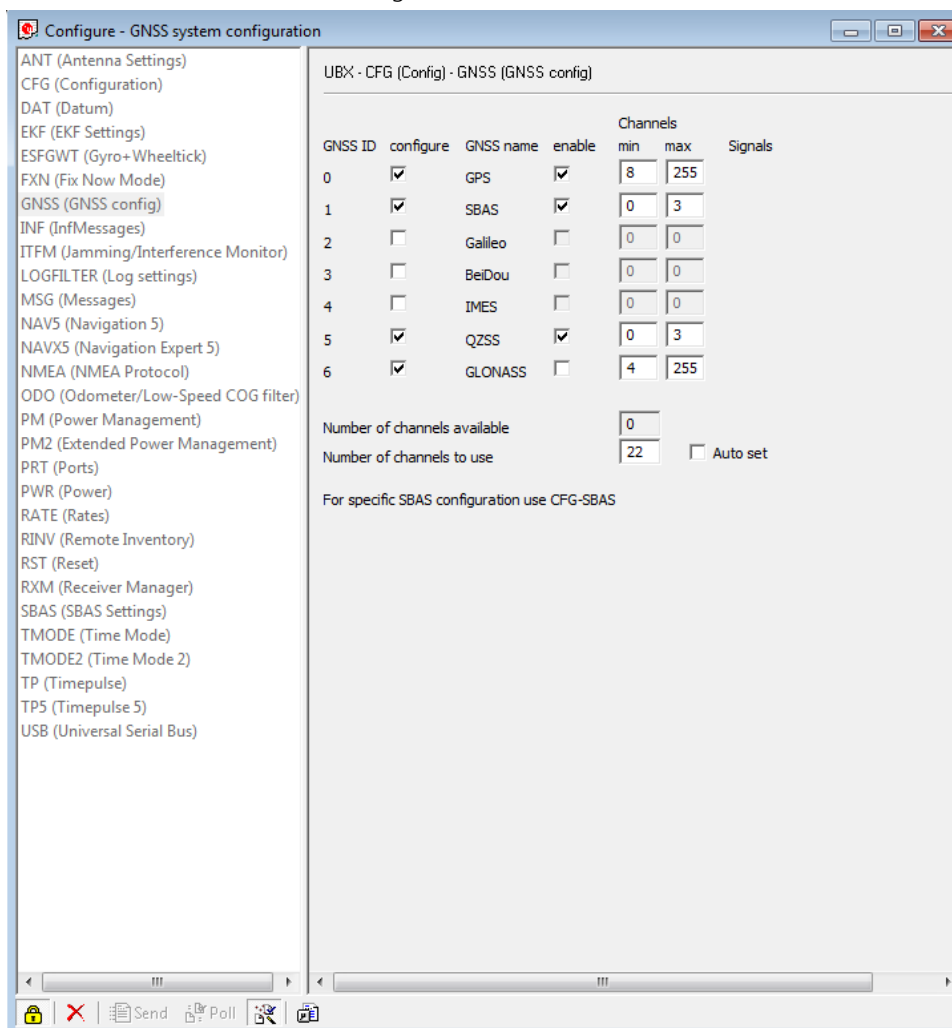 Configure - GNSS system configuration
ANT (Antenna Settings)
CFG (Configuration)
DAT (Datum)
EKF (EKF Settings)
ESFGWT (Gyro+Wheeltick)
FXN (Fix Now Mode)
GNSS (GNSS config)
INF (InfMessages)
ITFM (Jamming/Interference Monitor)
LOGFILTER (Log settings)
MSG (Messages)
NAV5 (Navigation 5)
NAVX5 (Navigation Expert 5)
NMEA (NMEA Protocol)
ODO (Odometer/Low-Speed COG filter)
PM (Power Management)
PM2 (Extended Power Management)
PRT (Ports)
PWR (Power)
RATE (Rates)
RINV (Remote Inventory)
RST (Reset)
RXM (Receiver Manager)
SBAS (SBAS Settings)
TMODE (Time Mode)
TMODE2 (Time Mode 2)
TP (Timepulse)
TP5 (Timepulse 5)
USB (Universal Serial Bus)
UBX - CFG (Config) - GNSS (GNSS config)
Channels
GNSS ID configure GNSS name enable min max Signals
0 GPS 8 255
1 SBAS 0 3
2 Galileo 0 0
3 BeiDou 0 0
4 IMES 0 0
5 QZSS 0 3
6 GLONASS 4 255
Number of channels available 0
Number of channels to use 22 Auto set
For specific SBAS configuration use CFG-SBAS
Send Poll